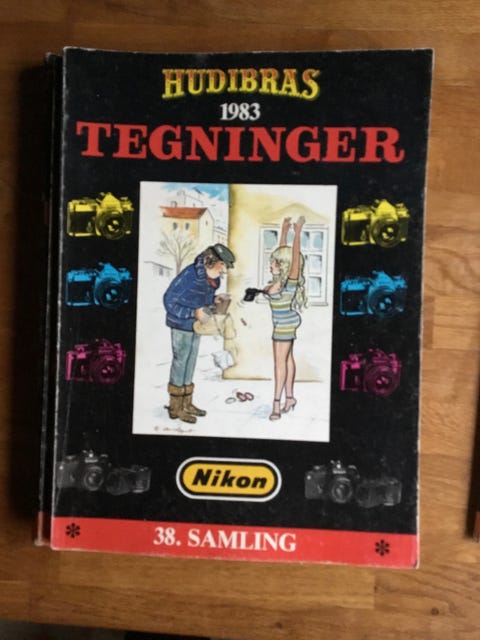 HUDIBRAS
1983
TEGNINGER
Nikon
* 38. SAMLING *